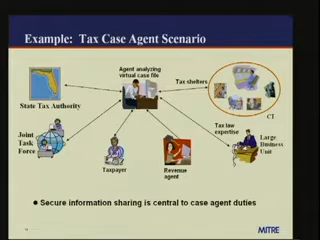 Example: Tax Case Agent Scenario
Agent analyzing
virtual case file
Tax shelters
State Tax Authority
CI
Joint
Task
Force
Tax law
expertise
Large
Business
Unit
Taxpayer
Revenue
agent
Secure information sharing is central to case agent duties
MITRE